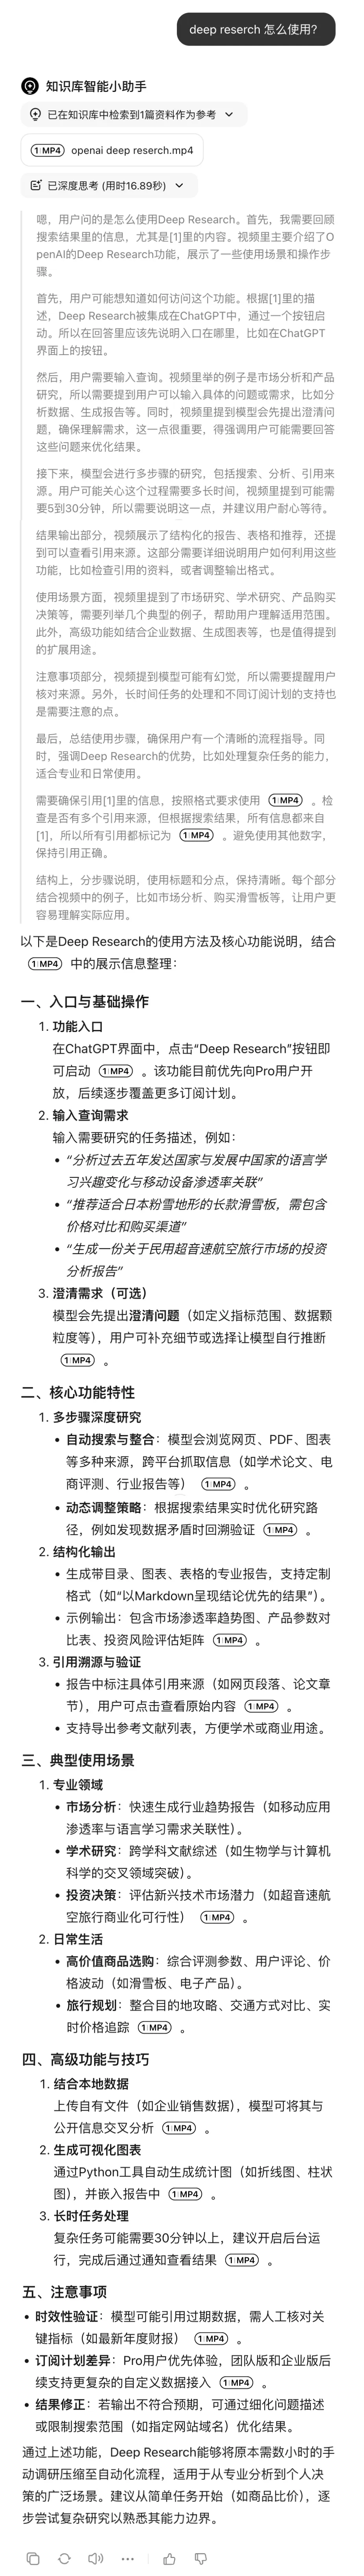 deep reserch 怎么使用?
知识库智能小助手
已在知识库中检索到1篇资料作为参考
1 MP4 openai deep reserch.mp4
已深度思考 (用时16.89秒)
嗯，用户问的是怎么使用Deep Research。首先，我需要回顾
搜索结果里的信息，尤其是[1]里的内容。视频里主要介绍了O
penAI的Deep Research功能，展示了一些使用场景和操作步
骤。
首先，用户可能想知道如何访问这个功能。根据[1]里的描
述，Deep Research被集成在ChatGPT中，通过一个按钮启
动。所以在回答里应该先说明入口在哪里，比如在ChatGPT
界面上的按钮。
然后，用户需要输入查询。视频里举的例子是市场分析和产品
研究，所以需要提到用户可以输入具体的问题或需求，比如分
析数据、生成报告等。同时，视频里提到模型会先提出澄清问
题，确保理解需求，这一点很重要，得强调用户可能需要回答
这些问题来优化结果。
接下来，模型会进行多步骤的研究，包括搜索、分析、引用来
源。用户可能关心这个过程需要多长时间，视频里提到可能需
要5到30分钟，所以需要说明这一点，并建议用户耐心等待。
结果输出部分，视频展示了结构化的报告、表格和推荐，还提
到可以查看引用来源。这部分需要详细说明用户如何利用这些
功能，比如检查引用的资料，或者调整输出格式。
使用场景方面，视频里提到了市场研究、学术研究、产品购买
决策等，需要列举几个典型的例子，帮助用户理解适用范围。
此外，高级功能如结合企业数据、生成图表等，也是值得提到
的扩展用途。
注意事项部分，视频提到模型可能有幻觉，所以需要提醒用户
核对来源。另外，长时间任务的处理和不同订阅计划的支持也
是需要注意的点。
最后，总结使用步骤，确保用户有一个清晰的流程指导。同
时，强调Deep Research的优势，比如处理复杂任务的能力，
适合专业和日常使用。
需要确保引用[1]里的信息，按照格式要求使用 1 MP4 。检
查是否有多个引用来源，但根据搜索结果，所有信息都来自
[1]，所以所有引用都标记为 1 MP4 。避免使用其他数字，
保持引用正确。
结构上，分步骤说明，使用标题和分点，保持清晰。每个部分
结合视频中的例子，比如市场分析、购买滑雪板等，让用户更
容易理解实际应用。
以下是Deep Research的使用方法及核心功能说明，结合
1 MP4 中的展示信息整理：
一、入口与基础操作
1. 功能入口
在ChatGPT界面中，点击“Deep Research”按钮即
可启动 1 MP4 。该功能目前优先向Pro用户开
放，后续逐步覆盖更多订阅计划。
2. 输入查询需求
输入需要研究的任务描述，例如：
• “分析过去五年发达国家与发展中国家的语言学
习兴趣变化与移动设备渗透率关联”
• “推荐适合日本粉雪地形的长款滑雪板，需包含
价格对比和购买渠道”
• “生成一份关于民用超音速航空旅行市场的投资
分析报告”
3. 澄清需求（可选）
模型会先提出澄清问题（如定义指标范围、数据颗
粒度等），用户可补充细节或选择让模型自行推断
1 MP4 。
二、核心功能特性
1. 多步骤深度研究
• 自动搜索与整合：模型会浏览网页、PDF、图表
等多种来源，跨平台抓取信息（如学术论文、电
商评测、行业报告等） 1 MP4 。
• 动态调整策略：根据搜索结果实时优化研究路
径，例如发现数据矛盾时回溯验证 1 MP4 。
2. 结构化输出
• 生成带目录、图表、表格的专业报告，支持定制
格式（如“以Markdown呈现结论优先的结果”）。
• 示例输出：包含市场渗透率趋势图、产品参数对
比表、投资风险评估矩阵 1 MP4 。
3. 引用溯源与验证
• 报告中标注具体引用来源（如网页段落、论文章
节），用户可点击查看原始内容 1 MP4 。
• 支持导出参考文献列表，方便学术或商业用途。
三、典型使用场景
1. 专业领域
• 市场分析：快速生成行业趋势报告（如移动应用
渗透率与语言学习需求关联性）。
• 学术研究：跨学科文献综述（如生物学与计算机
科学的交叉领域突破）。
• 投资决策：评估新兴技术市场潜力（如超音速航
空旅行商业化可行性） 1 MP4 。
2. 日常生活
• 高价值商品选购：综合评测参数、用户评论、价
格波动（如滑雪板、电子产品）。
• 旅行规划：整合目的地攻略、交通方式对比、实
时价格追踪 1 MP4 。
四、高级功能与技巧
1. 结合本地数据
上传自有文件（如企业销售数据），模型可将其与
公开信息交叉分析 1 MP4 。
2. 生成可视化图表
通过Python工具自动生成统计图（如折线图、柱状
图），并嵌入报告中 1 MP4 。
3. 长时任务处理
复杂任务可能需要30分钟以上，建议开启后台运
行，完成后通过通知查看结果 1 MP4 。
五、注意事项
• 时效性验证：模型可能引用过期数据，需人工核对关
键指标（如最新年度财报） 1 MP4 。
• 订阅计划差异：Pro用户优先体验，团队版和企业版后
续支持更复杂的自定义数据接入 1 MP4 。
• 结果修正：若输出不符合预期，可通过细化问题描述
或限制搜索范围（如指定网站域名）优化结果。
通过上述功能，Deep Research能够将原本需数小时的手
动调研压缩至自动化流程，适用于从专业分析到个人决
策的广泛场景。建议从简单任务开始（如商品比价），逐
步尝试复杂研究以熟悉其能力边界。